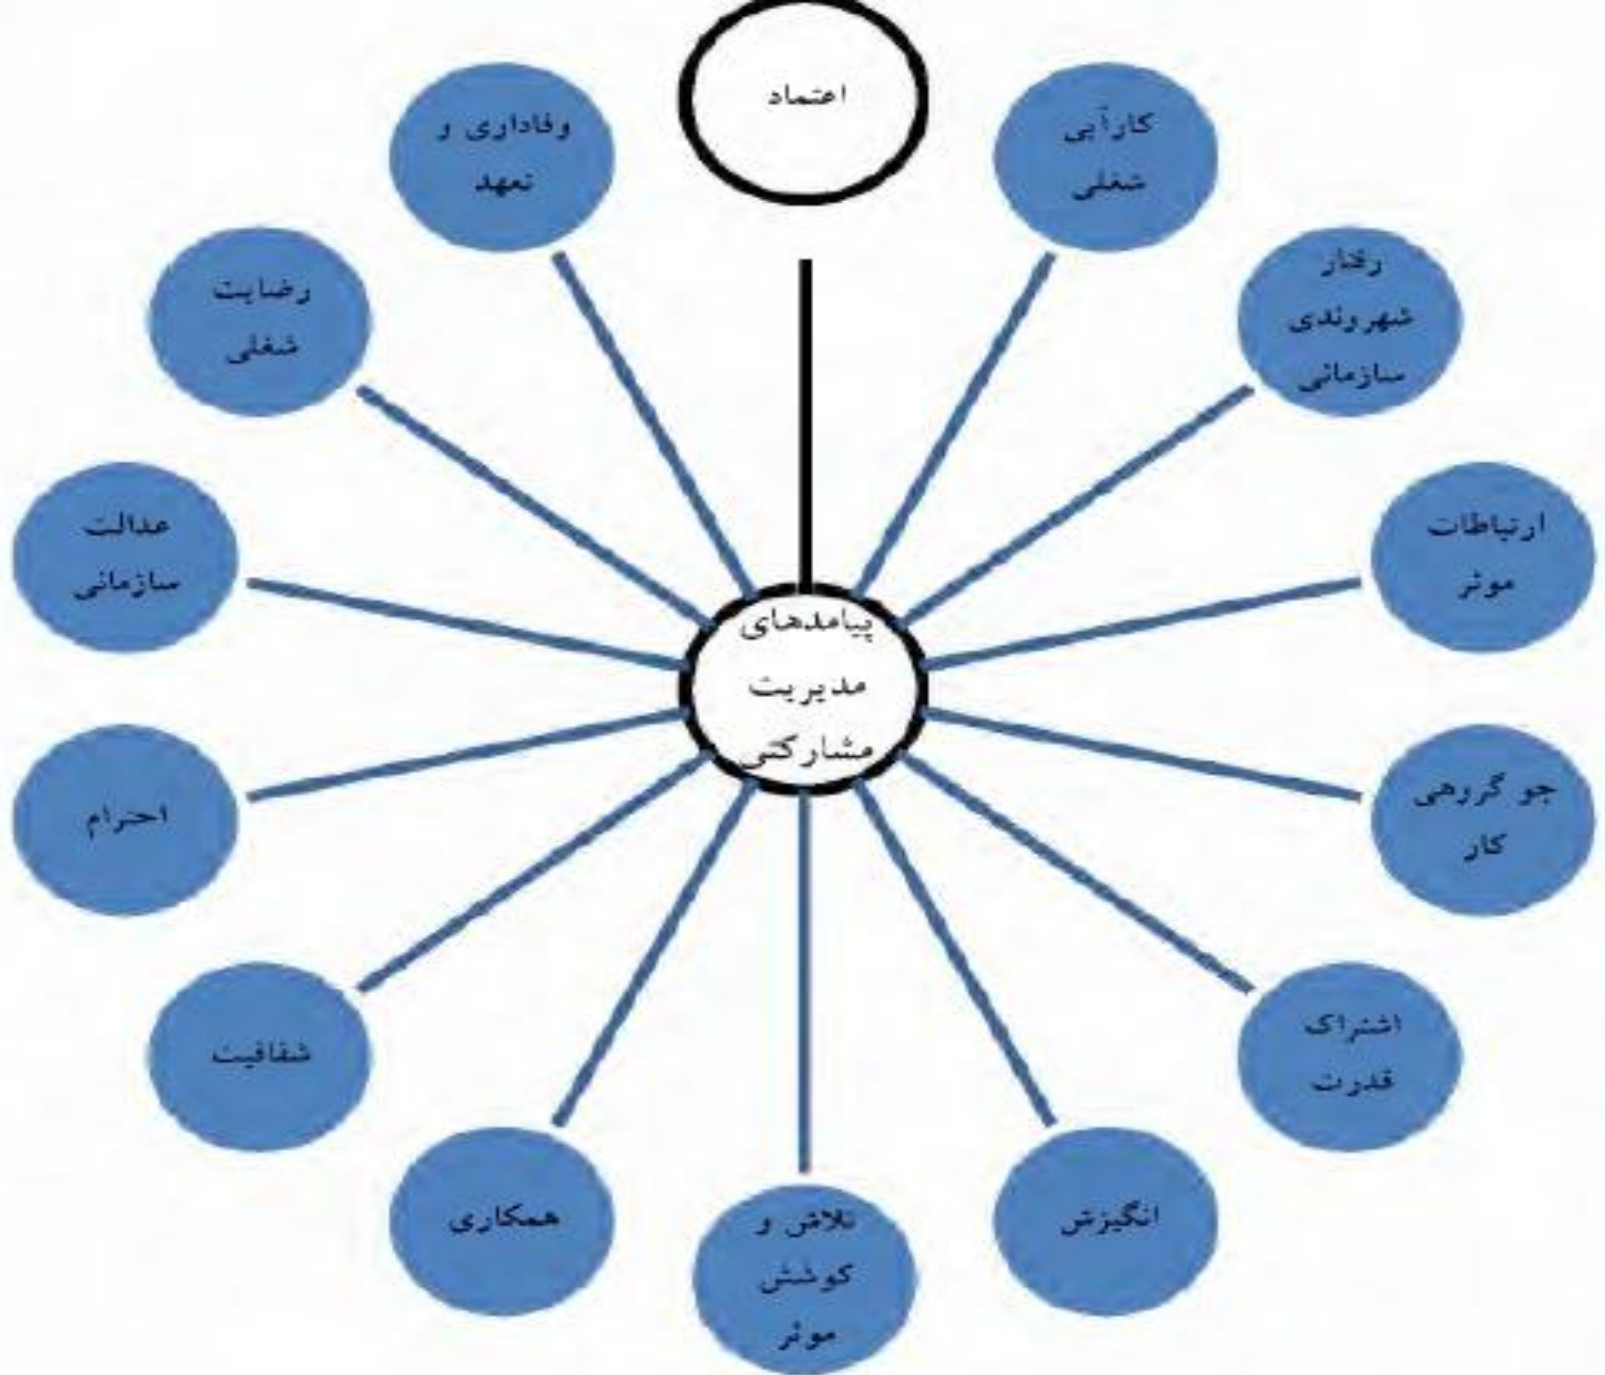 اعتماد
کارآیی
شغلی
رفتار
شهروندی
سازمانی
ارتباطات
موثر
جو گروهی
کار
اشتراک
قدرت
انگیزش
تلاش و
کوشش
موثر
همکاری
شفافیت
احترام
عدالت
سازمانی
رضایت
شغلی
وفاداری و
تعهد
پیامدهای
مدیریت
مشارکتی